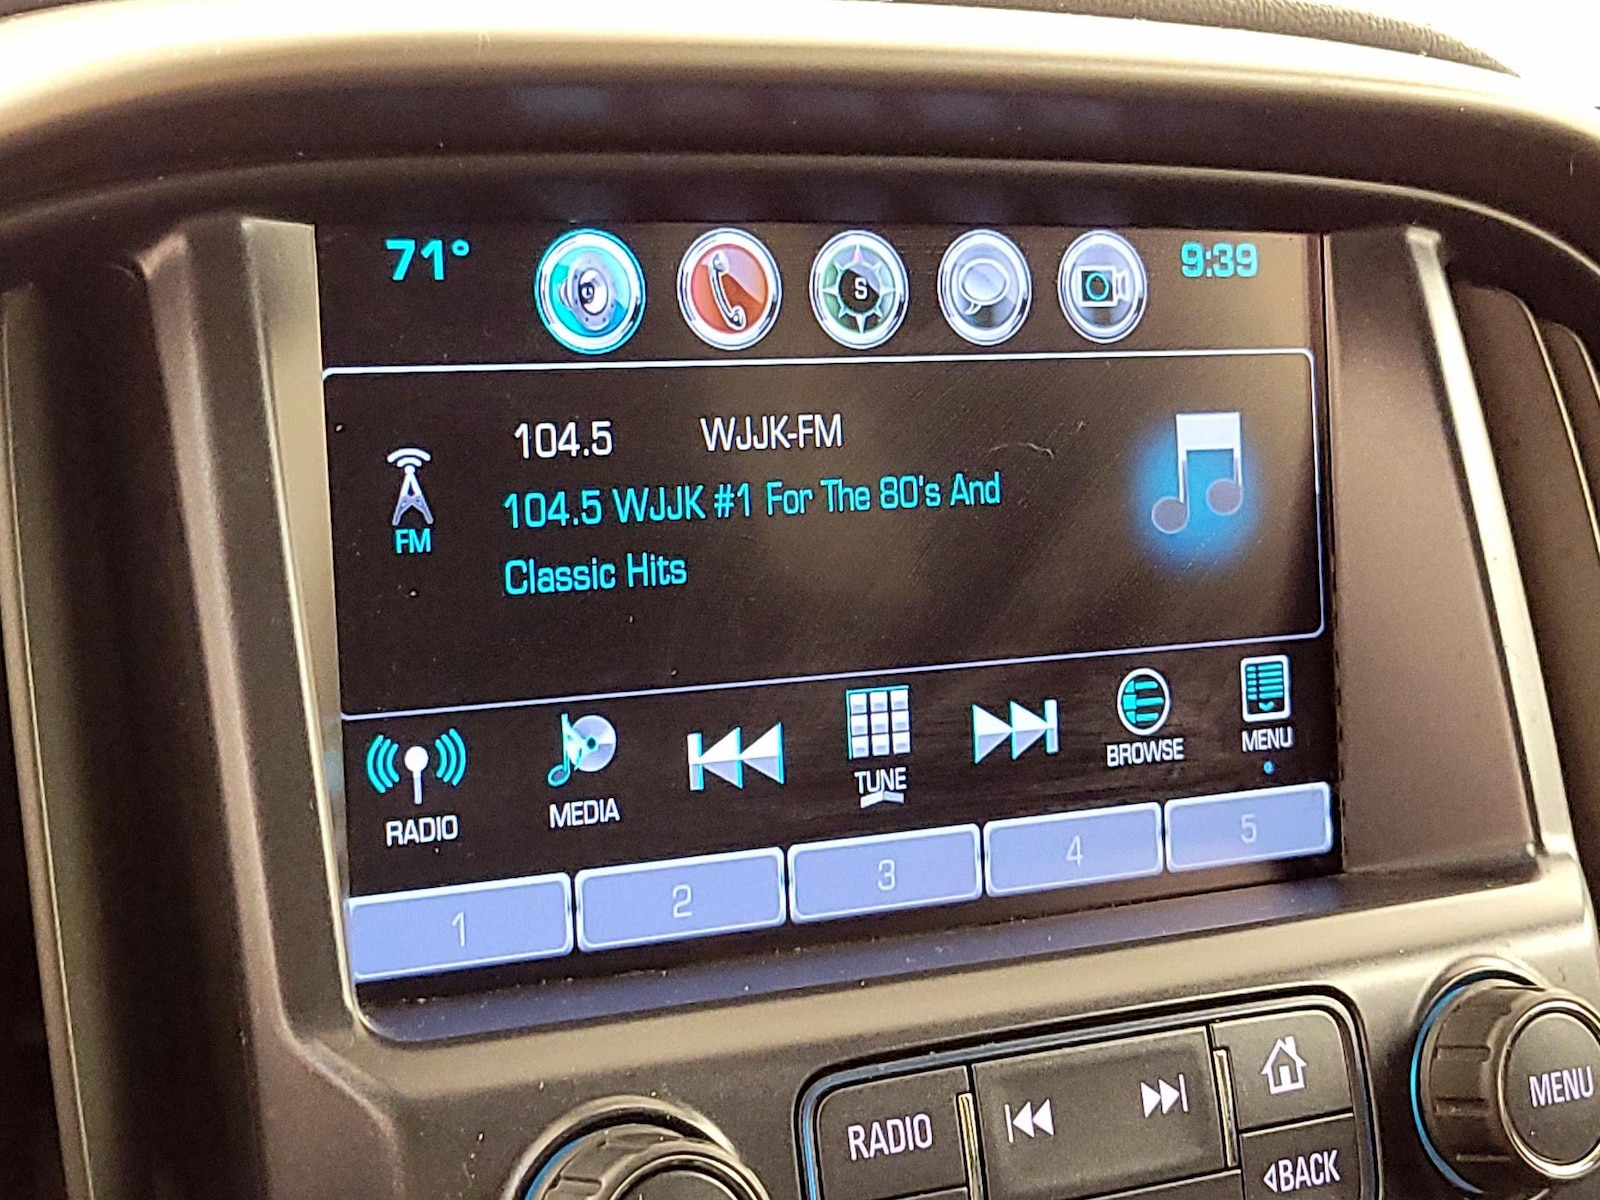 71° S 9:39
104.5 WJJK-FM
104.5 WJJK #1 For The 80's And
Classic Hits
FM
RADIO MEDIA TUNE BROWSE MENU
1 2 3 4 5
RADIO
BACK
MENU